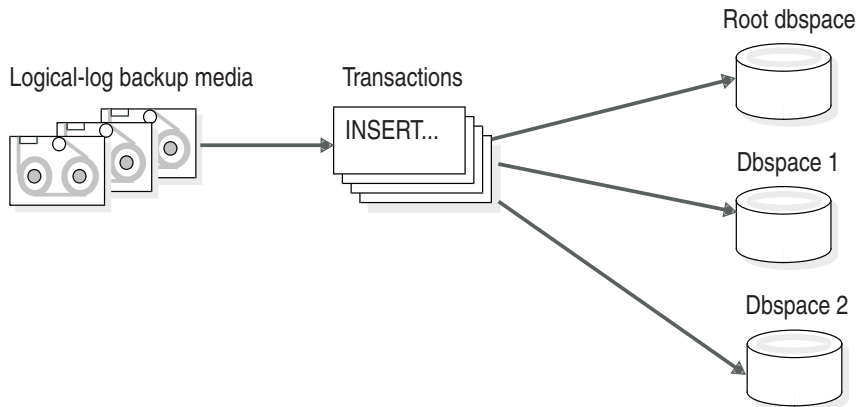 Root dbspace
Logical-log backup media
Transactions
INSERT...
Dbspace 1
Dbspace 2